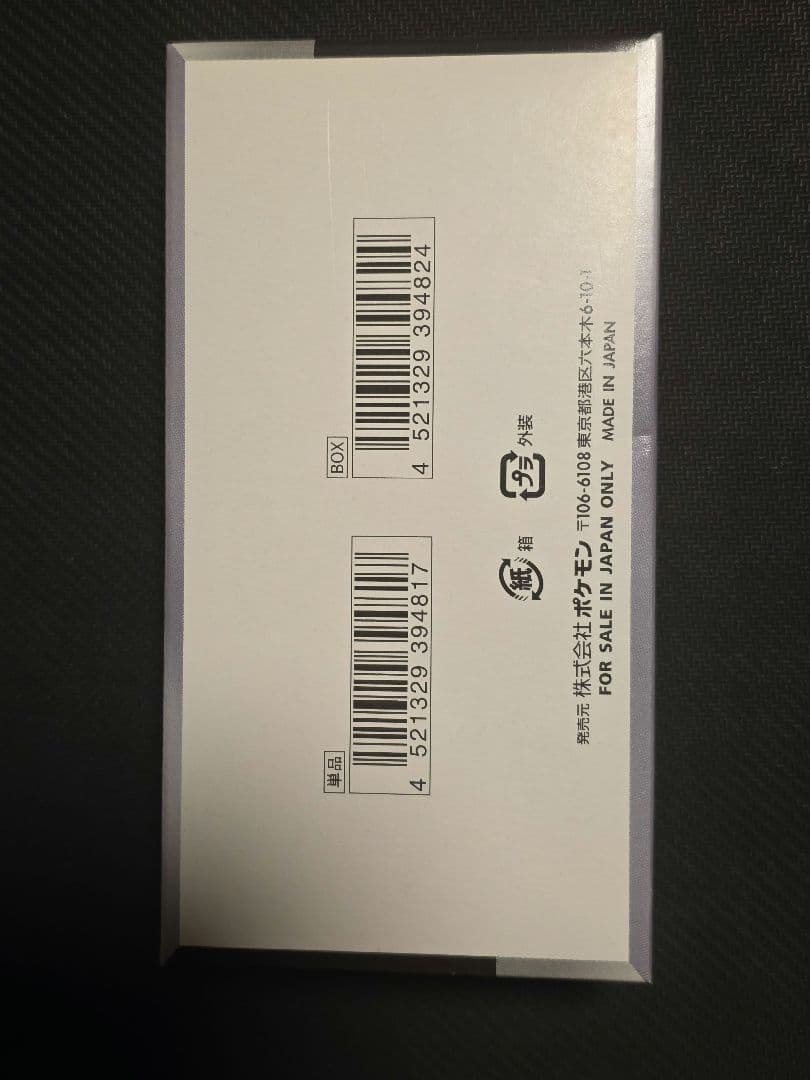 単品
4 521329 394817
BOX
4 521329 394824
紙 箱
プラ 外装
発売元 株式会社 ポケモン 〒106-6108 東京都港区六本木6-10-1
FOR SALE IN JAPAN ONLY MADE IN JAPAN